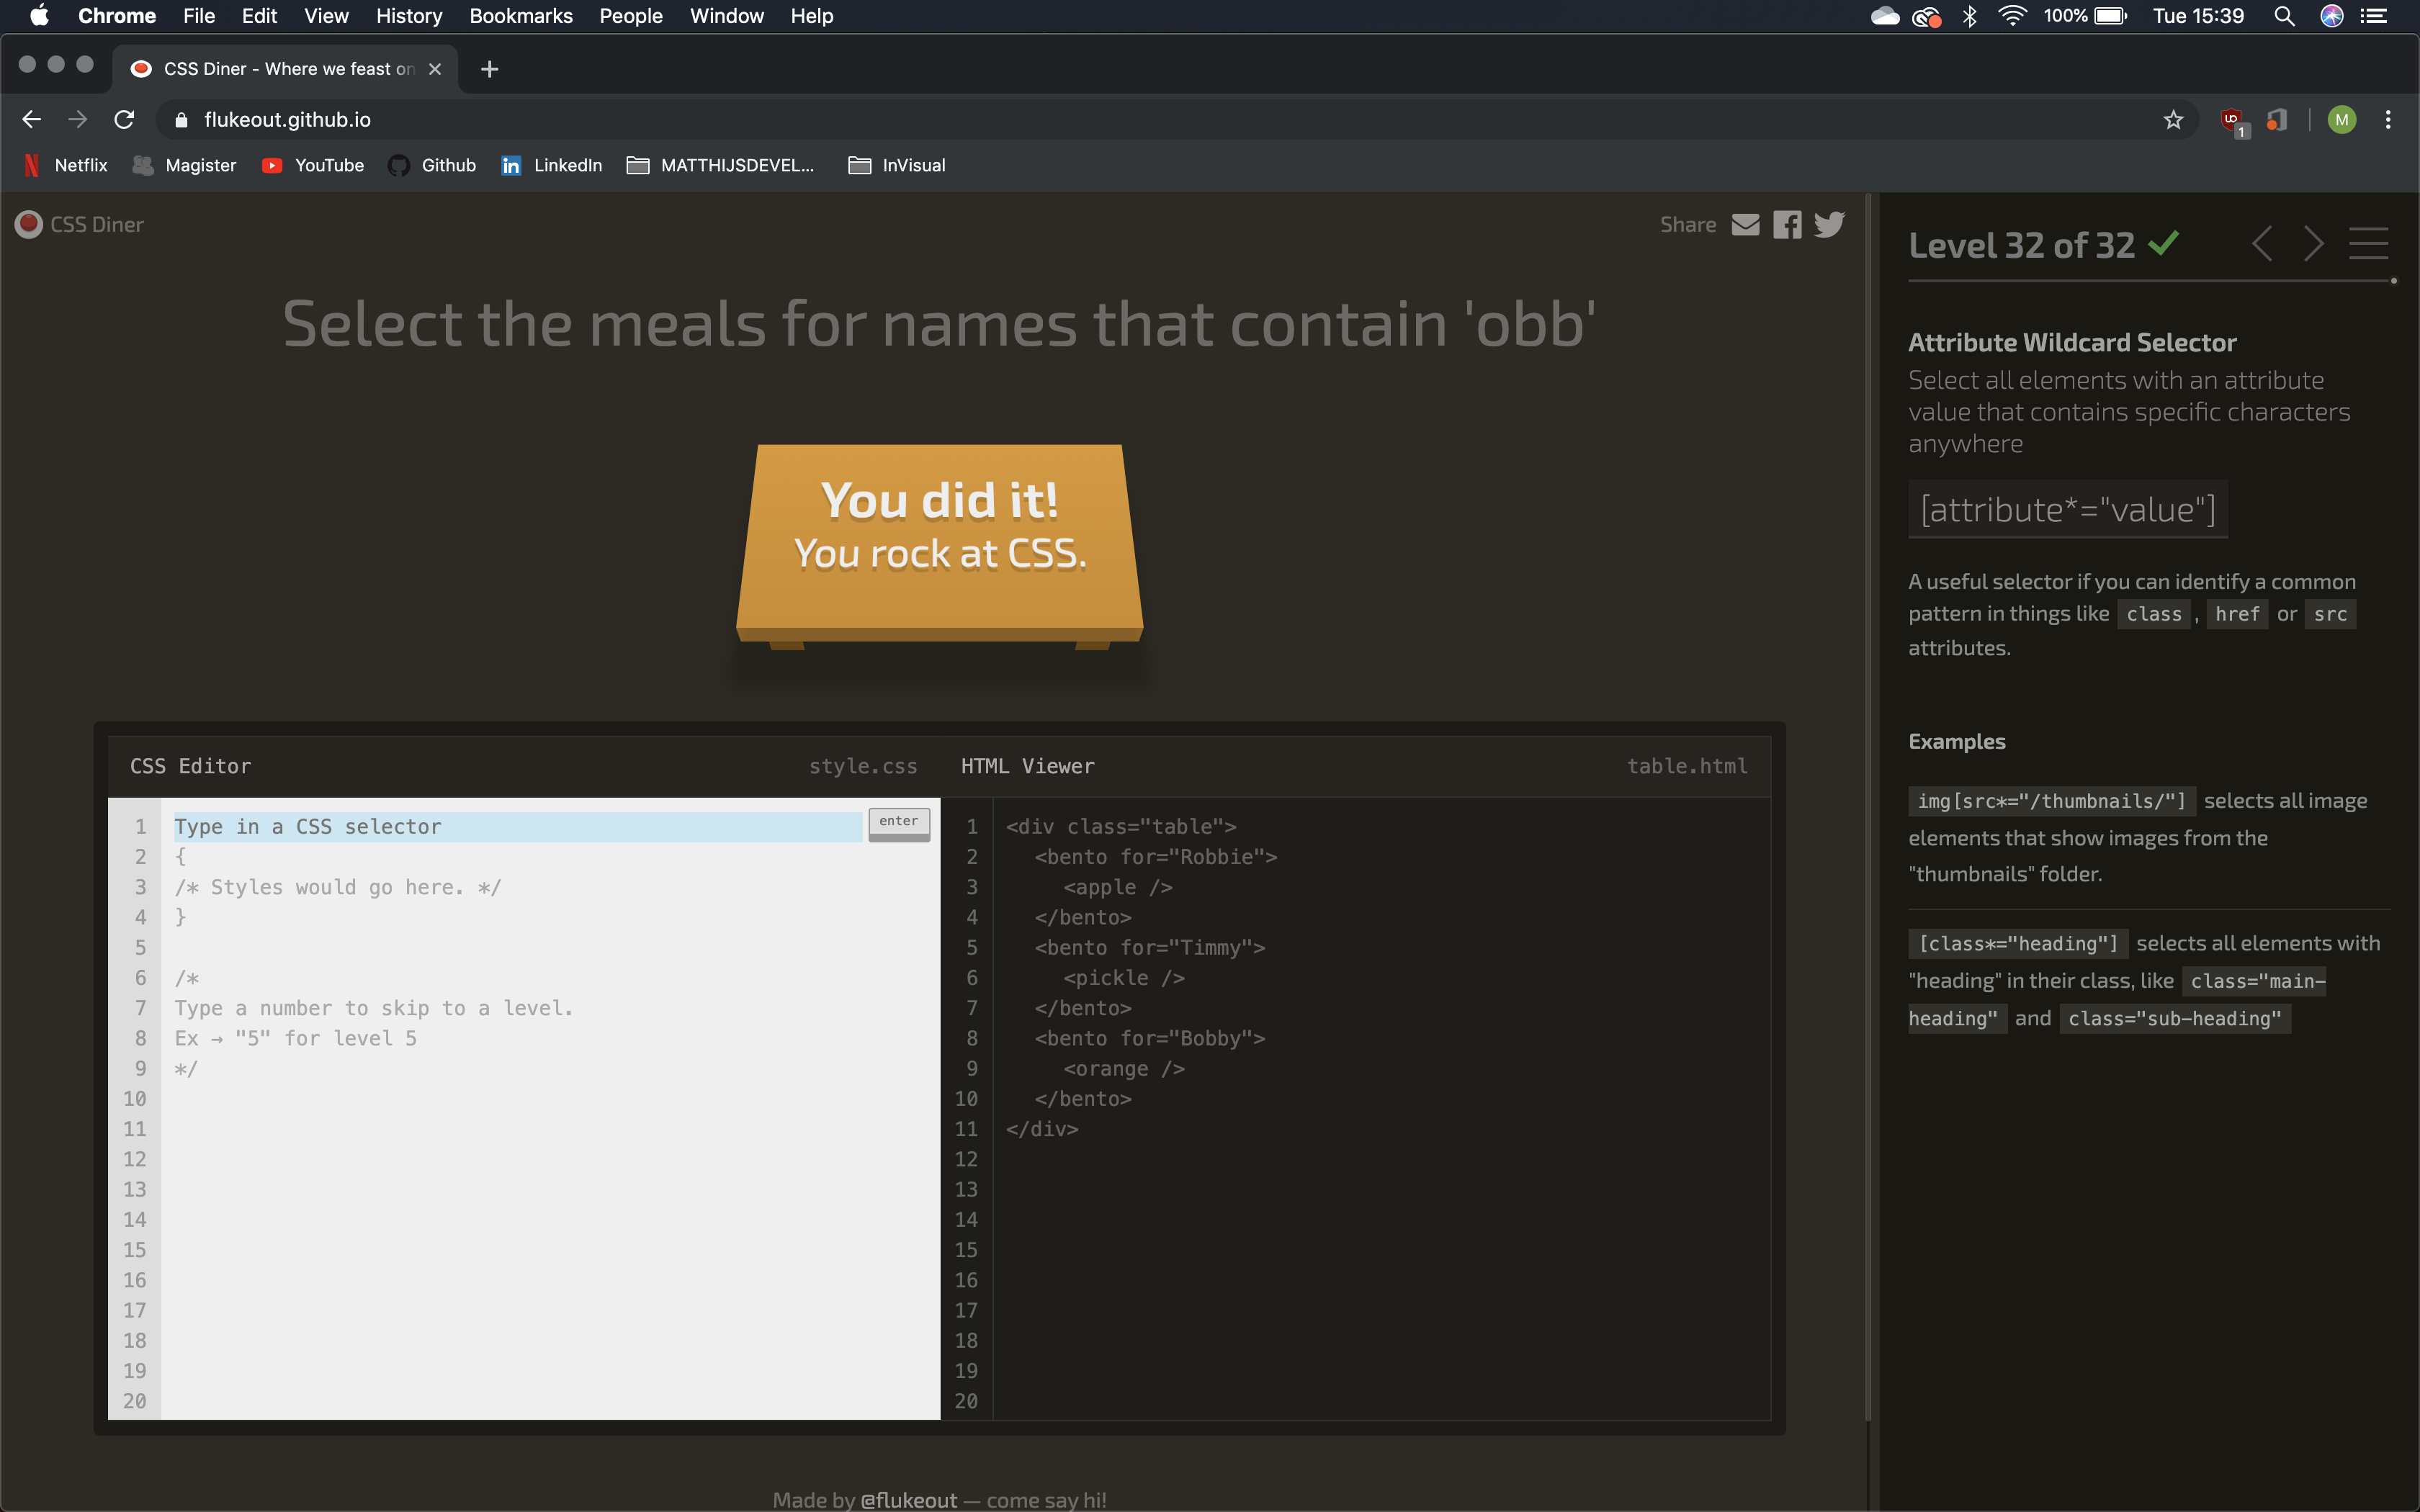 Chrome File Edit View History Bookmarks People Window Help 100% Tue 15:39
CSS Diner - Where we feast on
flukeout.github.io
1
M
Netflix Magister YouTube Github LinkedIn MATTHIJSDEVEL... InVisual
CSS Diner
Share
Select the meals for names that contain 'obb'
You did it!
You rock at CSS.
CSS Editor style.css
1 Type in a CSS selector enter
2 {
3 /* Styles would go here. */
4 }
5
6 /*
7 Type a number to skip to a level.
8 Ex → "5" for level 5
9 */
10
11
12
13
14
15
16
17
18
19
20
HTML Viewer table.html
1 <div class="table">
2 <bento for="Robbie">
3 <apple />
4 </bento>
5 <bento for="Timmy">
6 <pickle />
7 </bento>
8 <bento for="Bobby">
9 <orange />
10 </bento>
11 </div>
12
13
14
15
16
17
18
19
20
Made by @flukeout — come say hi!
Level 32 of 32
Attribute Wildcard Selector
Select all elements with an attribute
value that contains specific characters
anywhere
[attribute*="value"]
A useful selector if you can identify a common
pattern in things like class , href or src
attributes.
Examples
img[src*="/thumbnails/"] selects all image
elements that show images from the
"thumbnails" folder.
[class*="heading"] selects all elements with
"heading" in their class, like class="main-
heading" and class="sub-heading"